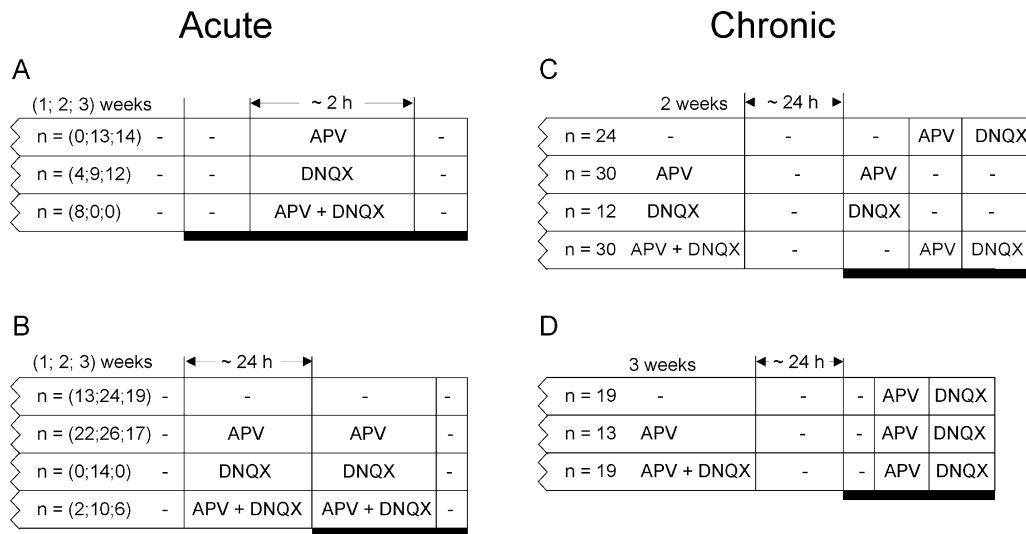 Acute
Chronic
A
(1; 2; 3) weeks ~ 2 h
n = (0;13;14) - - APV -
n = (4;9;12) - - DNQX -
n = (8;0;0) - - APV + DNQX -
B
(1; 2; 3) weeks ~ 24 h
n = (13;24;19) - - - -
n = (22;26;17) - APV APV -
n = (0;14;0) - DNQX DNQX -
n = (2;10;6) - APV + DNQX APV + DNQX -
C
2 weeks ~ 24 h
n = 24 - - - APV DNQX
n = 30 APV - APV - -
n = 12 DNQX - DNQX - -
n = 30 APV + DNQX - - APV DNQX
D
3 weeks ~ 24 h
n = 19 - - - APV DNQX
n = 13 APV - - APV DNQX
n = 19 APV + DNQX - - APV DNQX